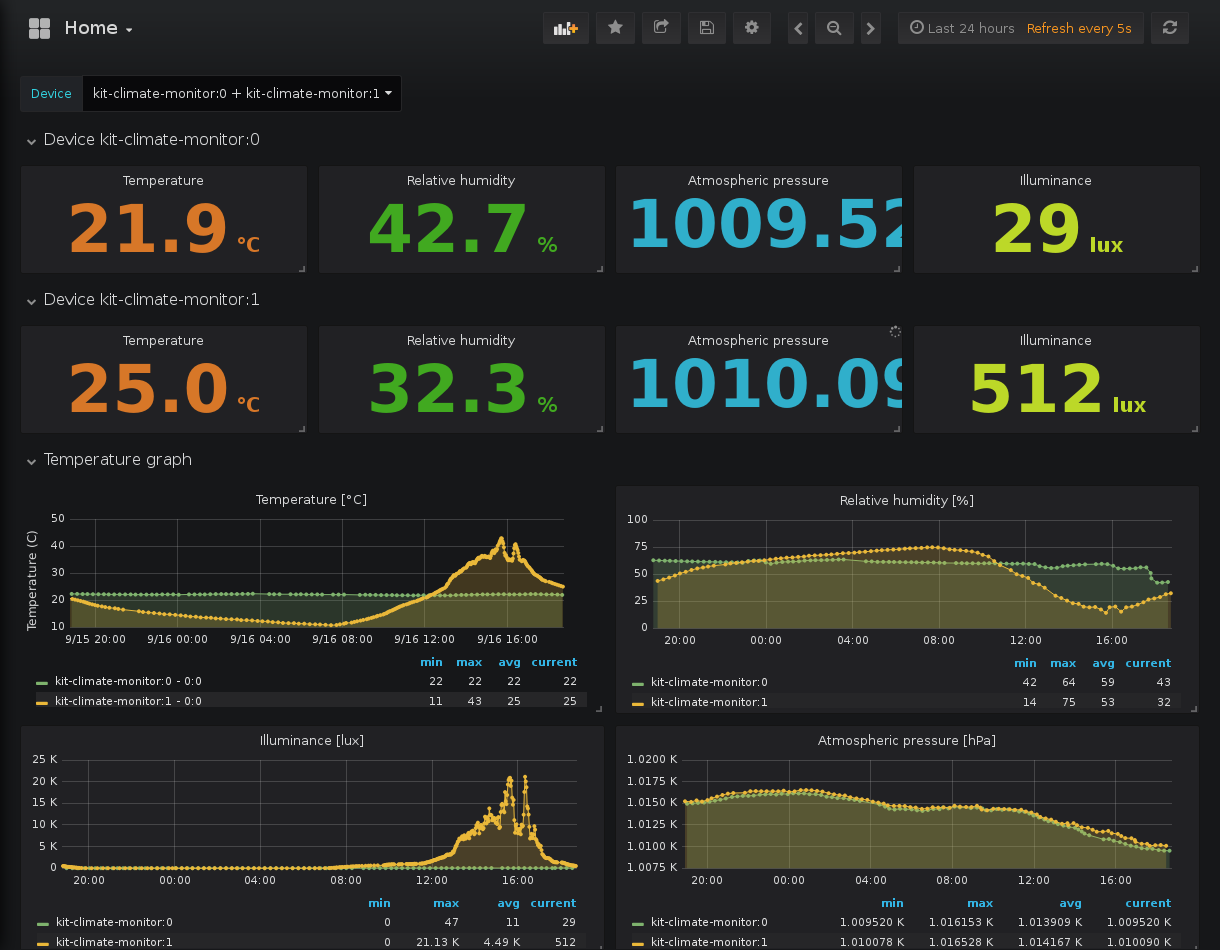 Home
Last 24 hours Refresh every 5s
Device kit-climate-monitor:0 + kit-climate-monitor:1
Device kit-climate-monitor:0
Temperature Relative humidity Atmospheric pressure Illuminance
21.9 °C 42.7 % 1009.52 29 lux
Device kit-climate-monitor:1
Temperature Relative humidity Atmospheric pressure Illuminance
25.0 °C 32.3 % 1010.09 512 lux
Temperature graph
Temperature [°C]
Temperature (C)
50
40
30
20
10
9/15 20:00 9/16 00:00 9/16 04:00 9/16 08:00 9/16 12:00 9/16 16:00
min max avg current
kit-climate-monitor:0 - 0:0 22 22 22 22
kit-climate-monitor:1 - 0:0 11 43 25 25
Relative humidity [%]
100
75
50
25
0
20:00 00:00 04:00 08:00 12:00 16:00
min max avg current
kit-climate-monitor:0 42 64 59 43
kit-climate-monitor:1 14 75 53 32
Illuminance [lux]
25 K
20 K
15 K
10 K
5 K
0
20:00 00:00 04:00 08:00 12:00 16:00
min max avg current
kit-climate-monitor:0 0 47 11 29
kit-climate-monitor:1 0 21.13 K 4.49 K 512
Atmospheric pressure [hPa]
1.0200 K
1.0175 K
1.0150 K
1.0125 K
1.0100 K
1.0075 K
20:00 00:00 04:00 08:00 12:00 16:00
min max avg current
kit-climate-monitor:0 1.009520 K 1.016153 K 1.013909 K 1.009520 K
kit-climate-monitor:1 1.010078 K 1.016528 K 1.014167 K 1.010090 K